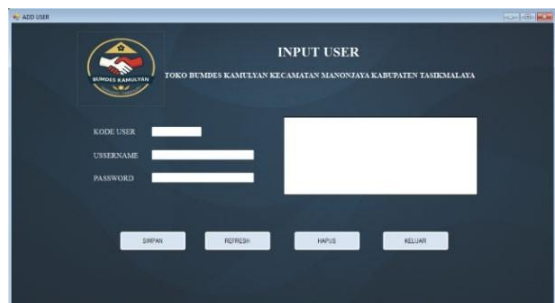 ADD USER
INPUT USER
TOKO BUMDES KAMULYAN KECAMATAN MANONJAYA KABUPATEN TASIKMALAYA
BUMDES KAMULYAN
KODE USER
USSERNAME
PASSWORD
SIMPAN
REFRESH
HAPUS
KELUAR